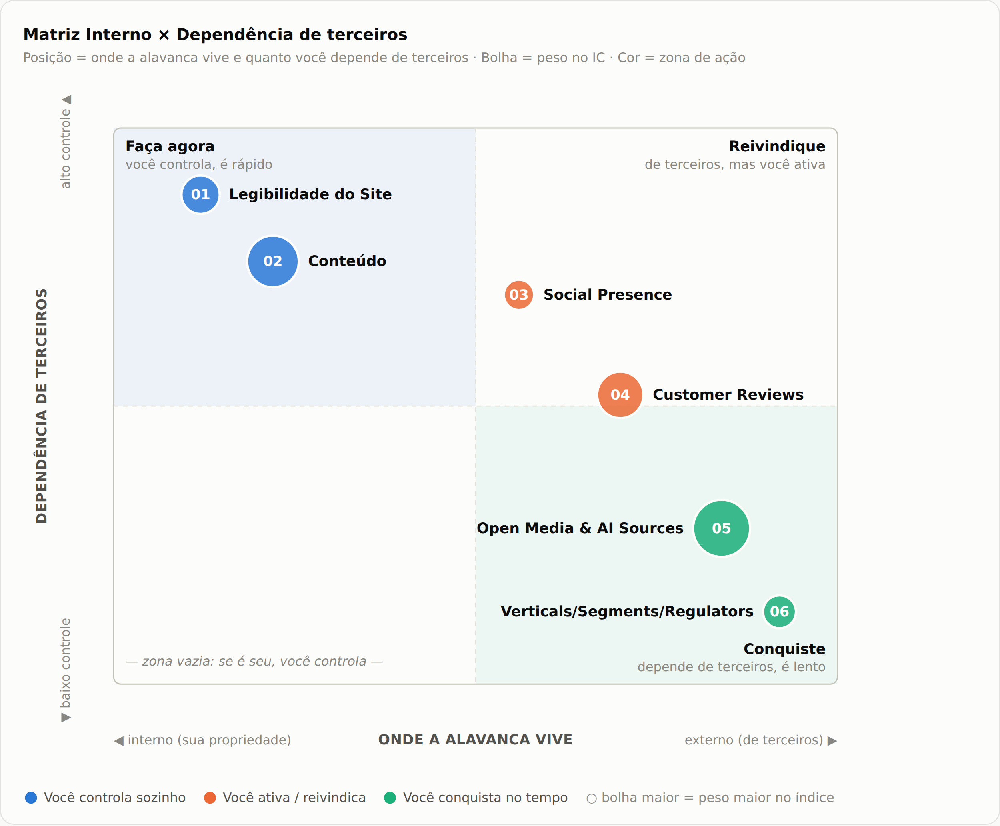 Matriz Interno × Dependência de terceiros
Posição = onde a alavanca vive e quanto você depende de terceiros · Bolha = peso no IC · Cor = zona de ação
alto controle ▶
DEPENDÊNCIA DE TERCEIROS
◀ baixo controle
Faça agora
você controla, é rápido
Reivindique
de terceiros, mas você ativa
01 Legibilidade do Site
02 Conteúdo
03 Social Presence
04 Customer Reviews
Open Media & AI Sources 05
Verticals/Segments/Regulators 06
Conquiste
depende de terceiros, é lento
— zona vazia: se é seu, você controla —
◀ interno (sua propriedade)
ONDE A ALAVANCA VIVE
externo (de terceiros) ▶
Você controla sozinho
Você ativa / reivindica
Você conquista no tempo
○ bolha maior = peso maior no índice